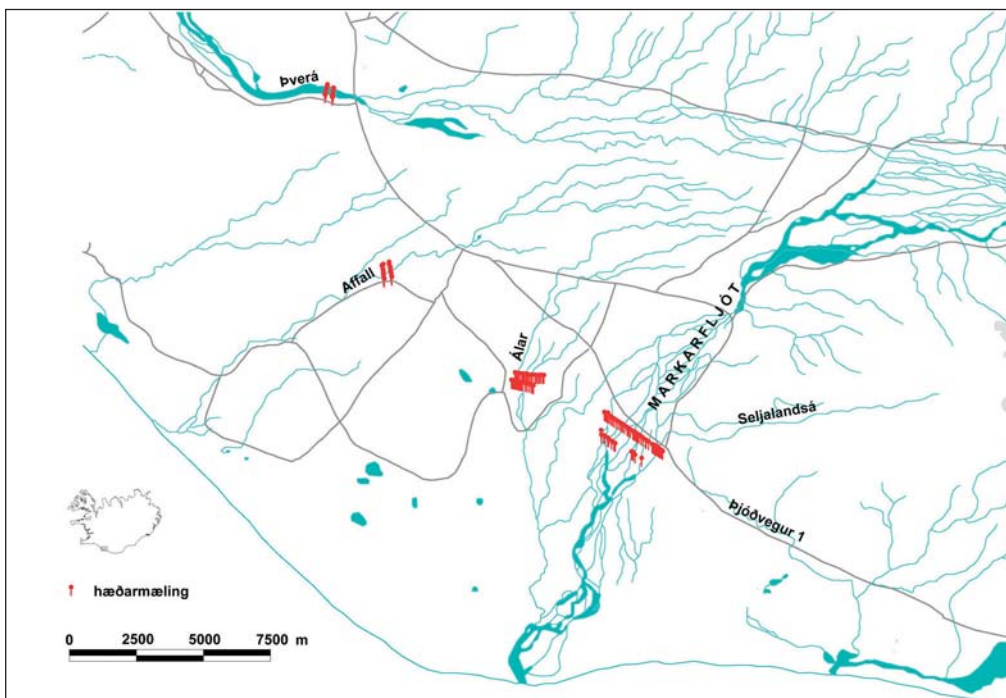 Þverá
Affall
Álar
MARKARFLJÓT
Seljalandsá
Þjóðvegur 1
hæðarmæling
0 2500 5000 7500 m